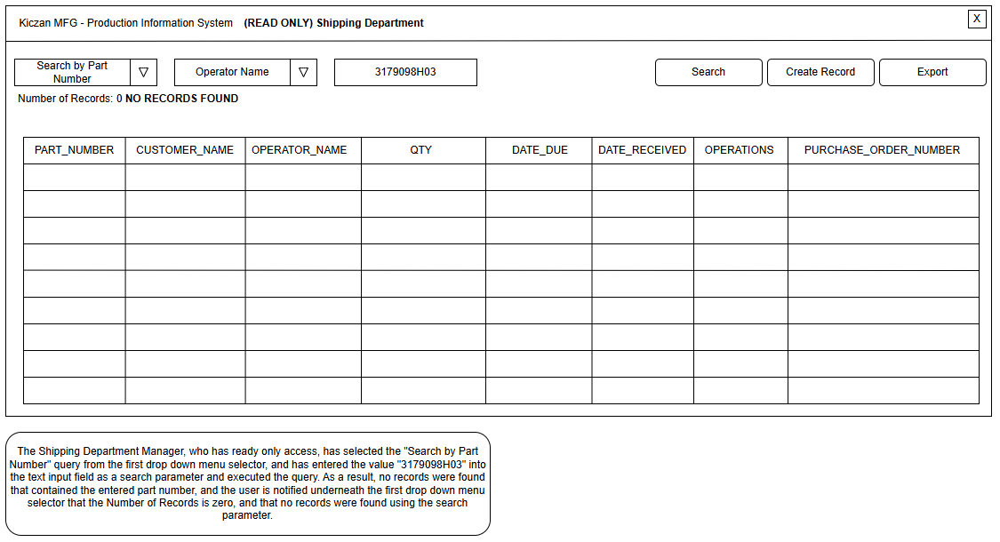 Kiczan MFG - Production Information System (READ ONLY) Shipping Department X
Search by Part
Number ▽ Operator Name ▽ 3179098H03 Search Create Record Export
Number of Records: 0 NO RECORDS FOUND
PART_NUMBER CUSTOMER_NAME OPERATOR_NAME QTY DATE_DUE DATE_RECEIVED OPERATIONS PURCHASE_ORDER_NUMBER
The Shipping Department Manager, who has ready only access, has selected the "Search by Part
Number" query from the first drop down menu selector, and has entered the value "3179098H03" into
the text input field as a search parameter and executed the query. As a result, no records were found
that contained the entered part number, and the user is notified underneath the first drop down menu
selector that the Number of Records is zero, and that no records were found using the search
parameter.